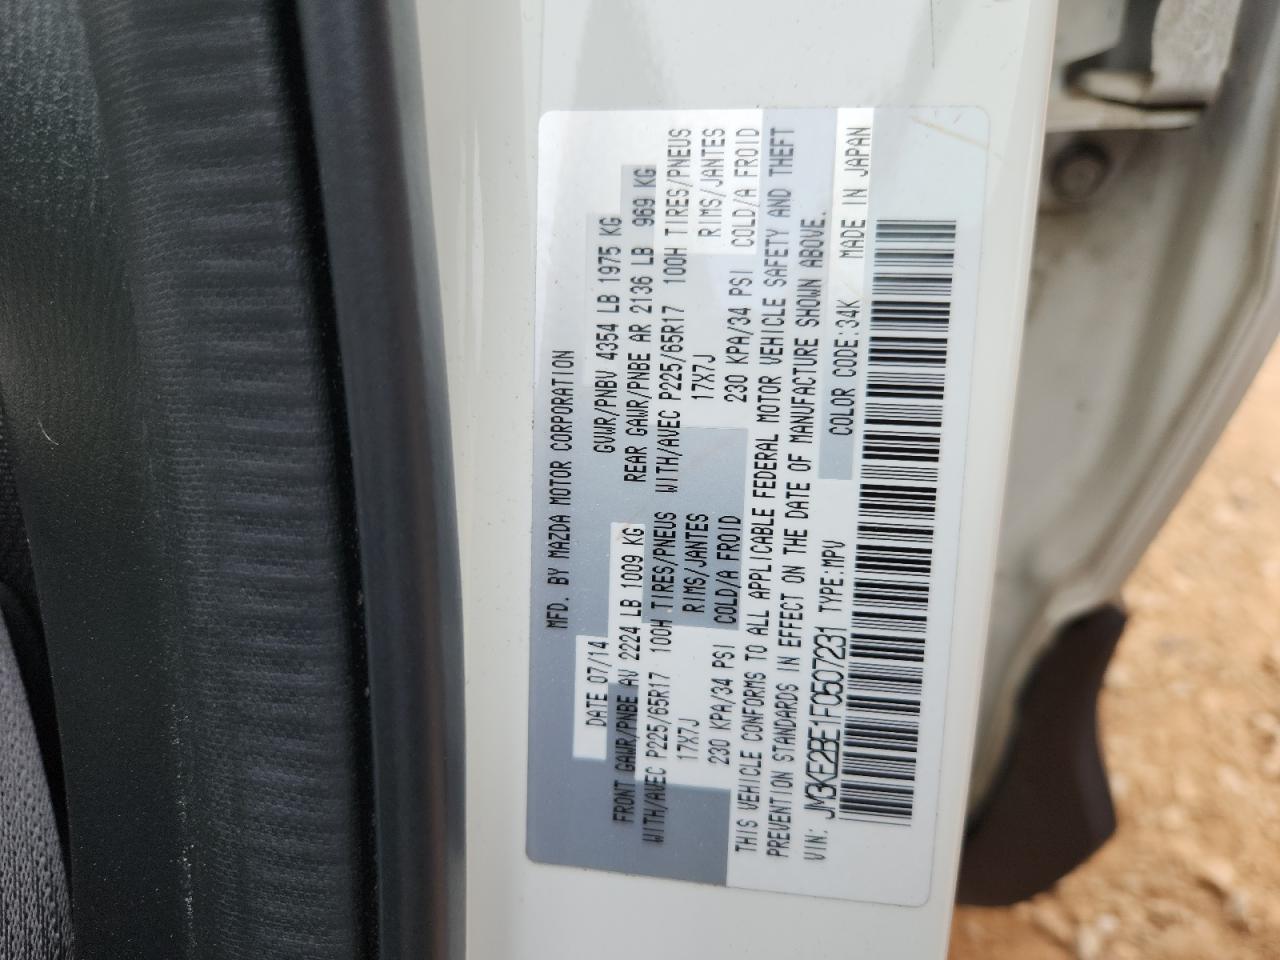 MFD. BY MAZDA MOTOR CORPORATION
DATE 07/14 GVWR/PNBV 4354 LB 1975 KG
FRONT GAWR/PNBE AV 2224 LB 1009 KG REAR GAWR/PNBE AR 2136 LB 969 KG
WITH/AVEC P225/65R17 100H TIRES/PNEUS WITH/AVEC P225/65R17 100H TIRES/PNEUS
17X7J RIMS/JANTES 17X7J RIMS/JANTES
230 KPA/34 PSI COLD/A FROID 230 KPA/34 PSI COLD/A FROID
THIS VEHICLE CONFORMS TO ALL APPLICABLE FEDERAL MOTOR VEHICLE SAFETY AND THEFT
PREVENTION STANDARDS IN EFFECT ON THE DATE OF MANUFACTURE SHOWN ABOVE.
VIN: JM3KE2BE1F0507231 TYPE:MPV COLOR CODE:34K MADE IN JAPAN